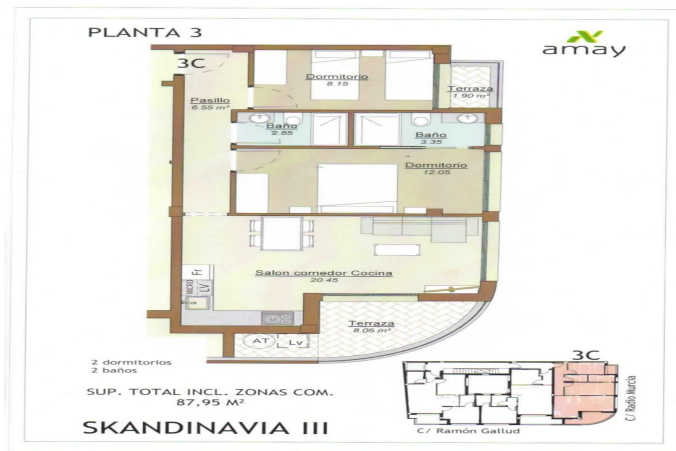 PLANTA 3
amay
3C
Dormitorio
8.15
Terraza
1.90 m²
Pasillo
6.55 m²
Baño
2.85
Baño
3.35
Dormitorio
12.05
Salon comedor Cocina
20.45
Fr
MICRO
LV
Terraza
8.05 m²
AT
Lv
2 dormitorios
2 baños
SUP. TOTAL INCL. ZONAS COM.
87,95 M²
SKANDINAVIA III
3C
C/ Radio Murcia
C/ Ramón Gallud